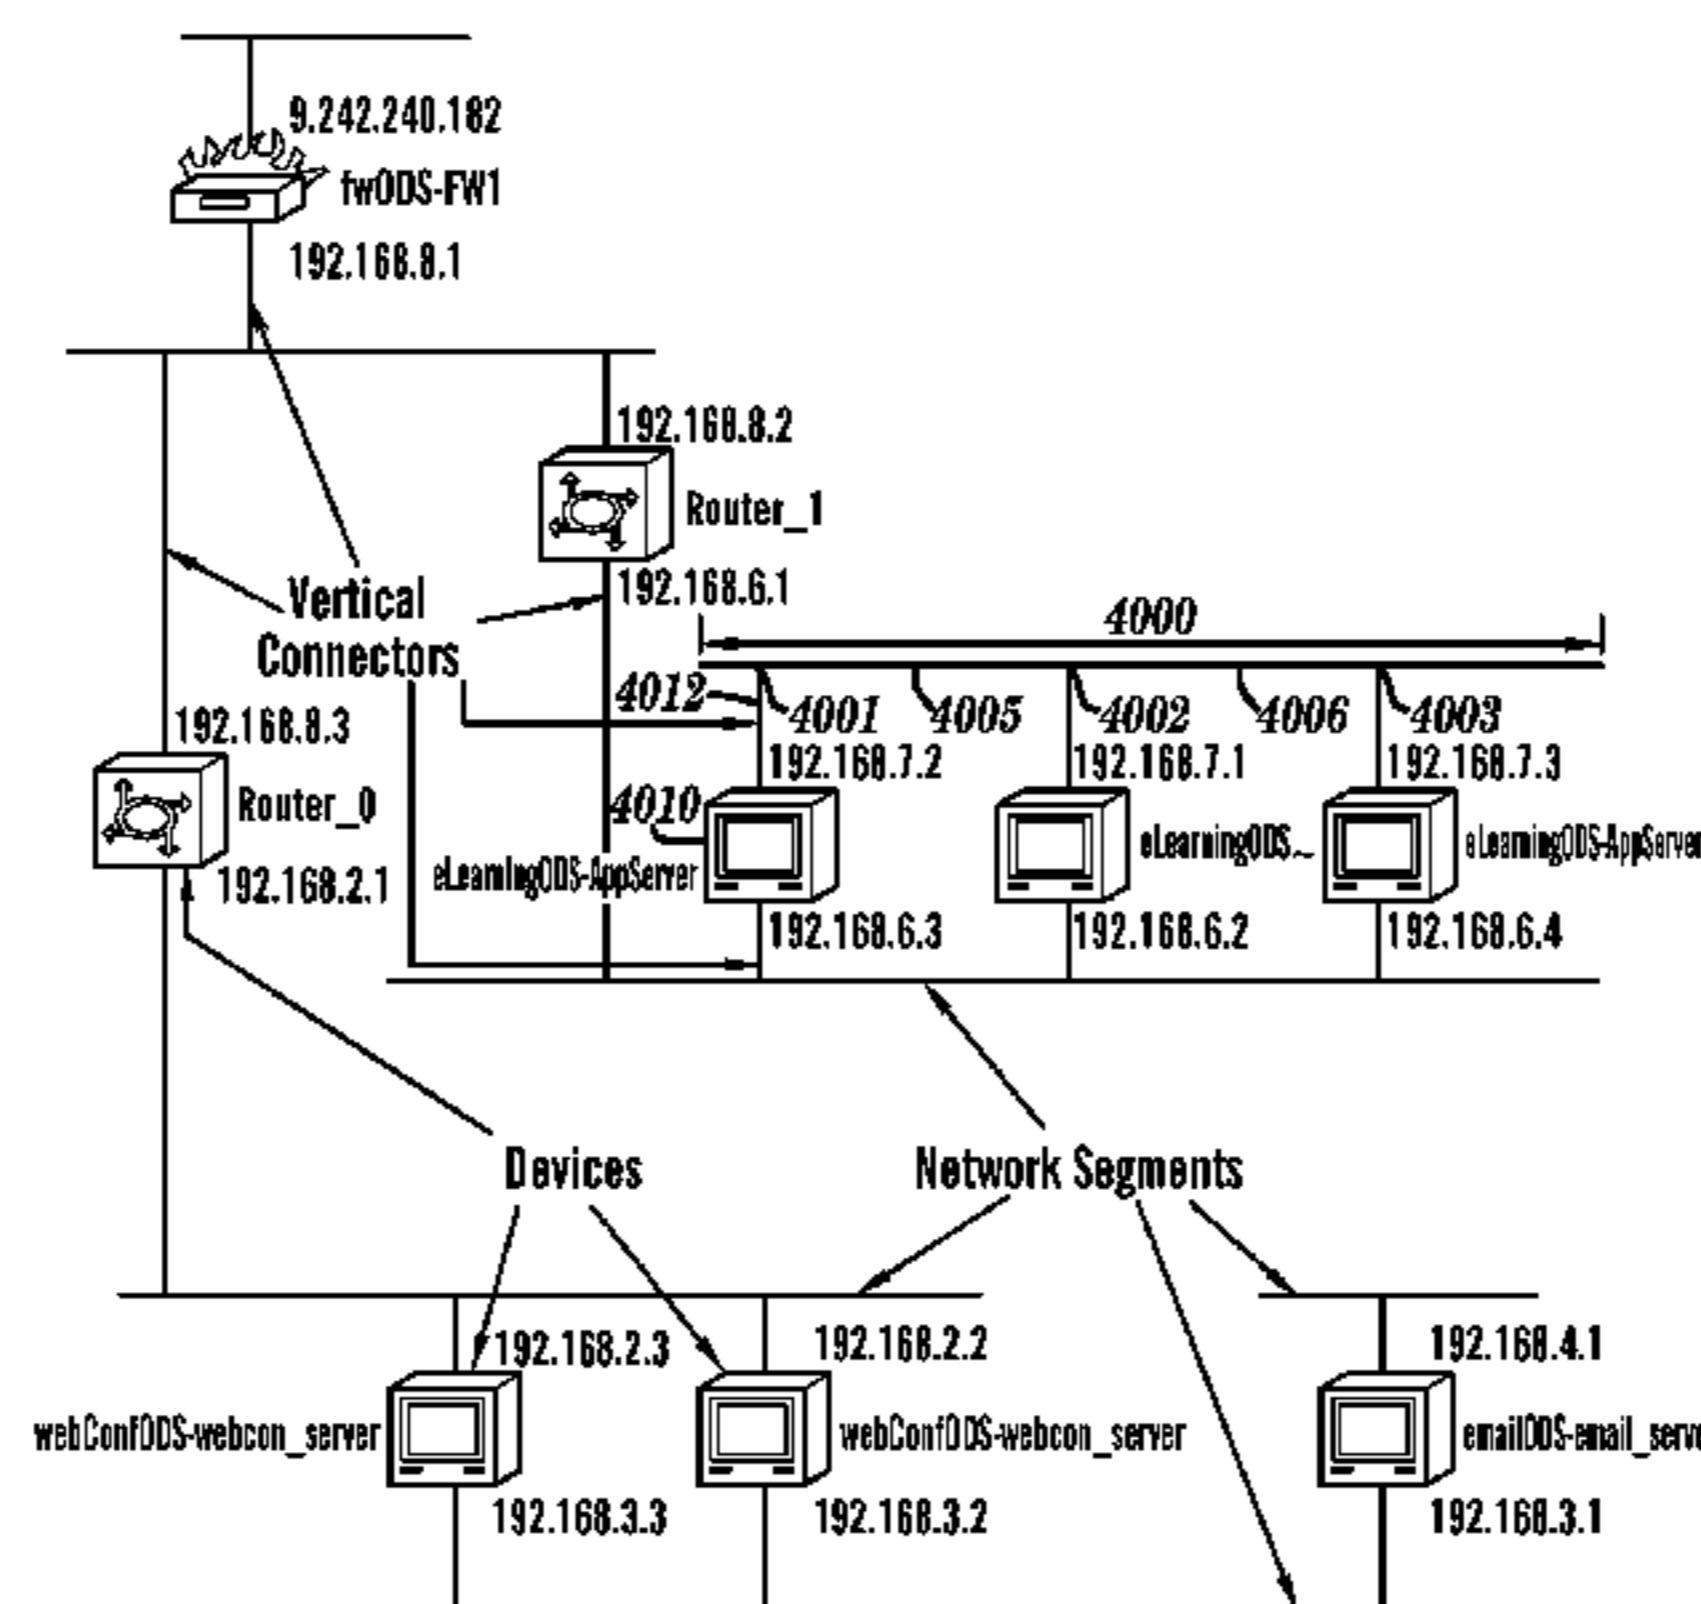 9.242.240.182
fwODS-FW1
192.168.8.1
192.168.8.2
Router_1
192.168.6.1
Vertical
Connectors
4000
4012
4001
4005
4002
4006
4003
192.168.8.3
192.168.7.2
192.168.7.1
192.168.7.3
Router_0
4010
eLearningODS-AppServer
eLearningODS...
eLearningODS-AppServer
192.168.2.1
192.168.6.3
192.168.6.2
192.168.6.4
Devices
Network Segments
192.168.2.3
192.168.2.2
192.168.4.1
webConfODS-webcon_server
webConfODS-webcon_server
emailODS-email_serve
192.168.3.3
192.168.3.2
192.168.3.1